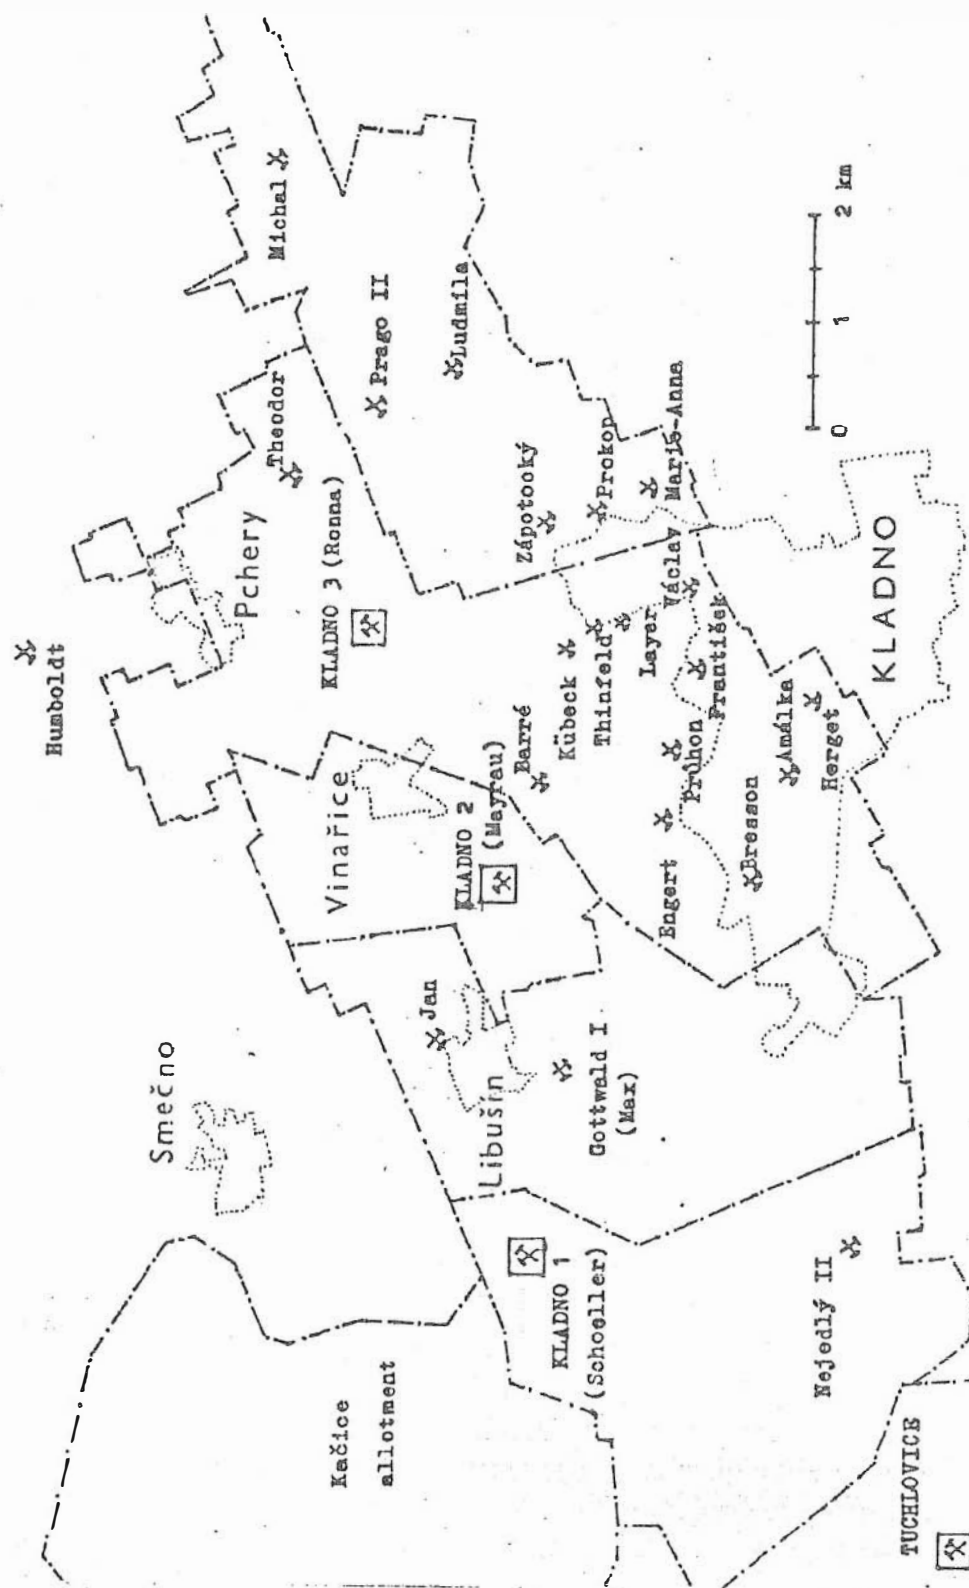 Humboldt
Smečno
Pchery
Theodor
Michal
Kačice
allotment
Vinařice
KLADNO 3 (Ronna)
Prago II
Jan
KLADNO 2
(Mayrau)
Ludmila
Libušín
Barré
Zápotocký
KLADNO 1
(Schoeller)
Gottwald I
(Max)
Kübeck
Thinfeld
Prokop
Layer
Václav
Marie-Anna
Engert
Průhon
František
Bresson
Amálka
Herget
Nejedlý II
TUCHLOVICE
KLADNO
0 1 2 km